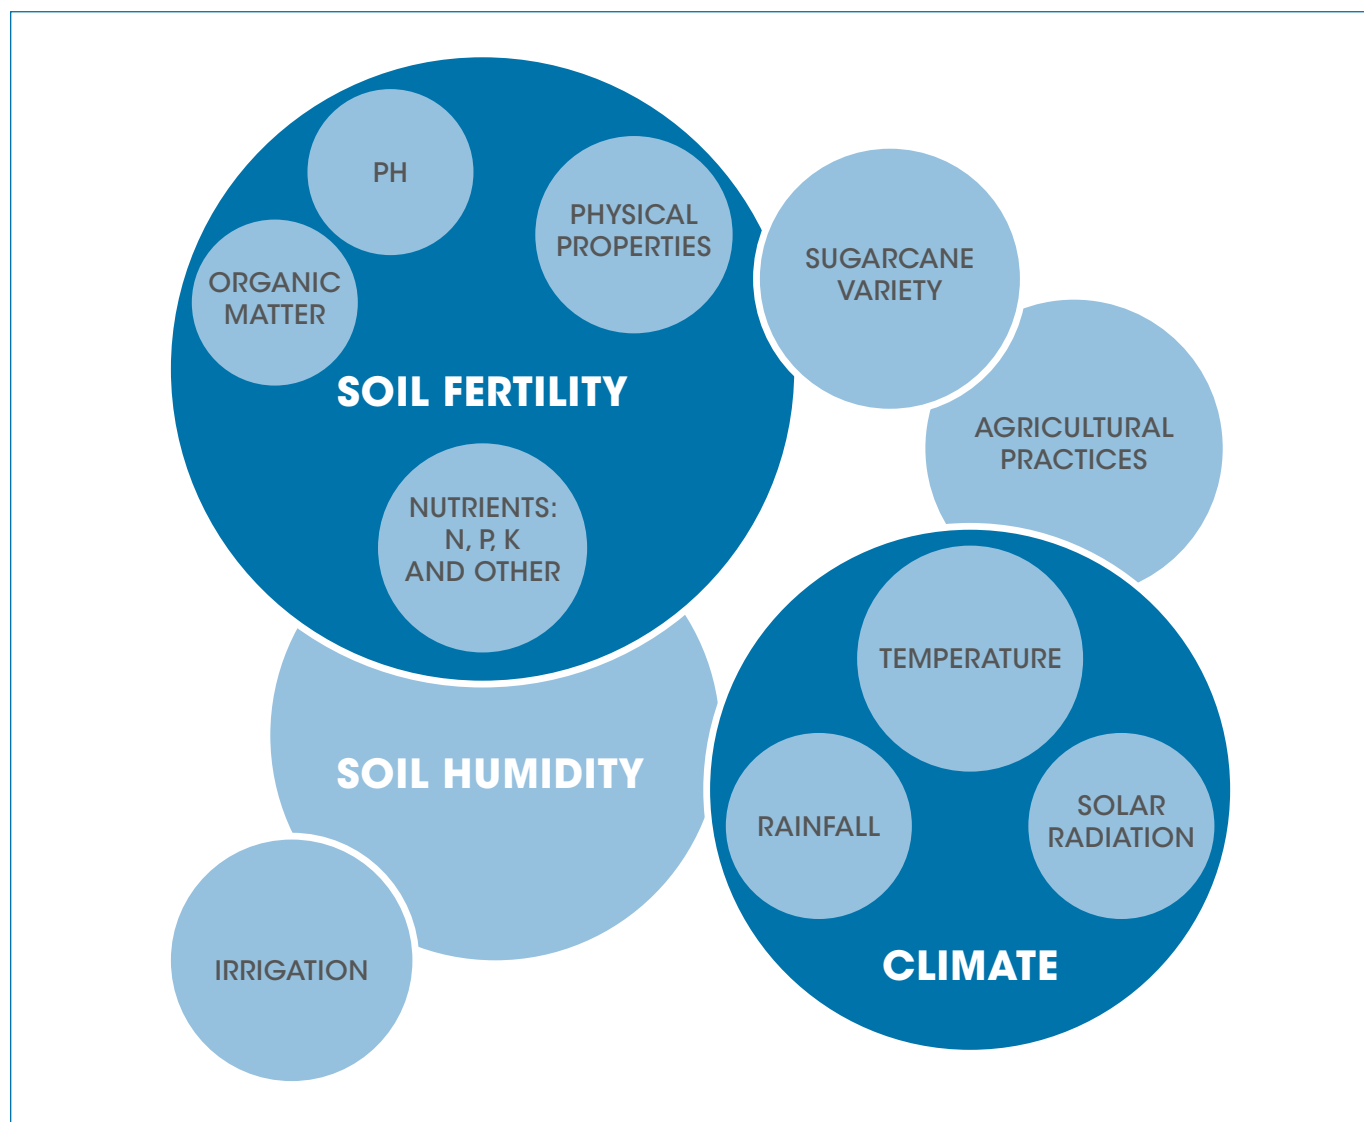 PH
PHYSICAL
PROPERTIES
ORGANIC
MATTER
SOIL FERTILITY
NUTRIENTS:
N, P, K
AND OTHER
SUGARCANE
VARIETY
AGRICULTURAL
PRACTICES
TEMPERATURE
RAINFALL
SOLAR
RADIATION
CLIMATE
SOIL HUMIDITY
IRRIGATION